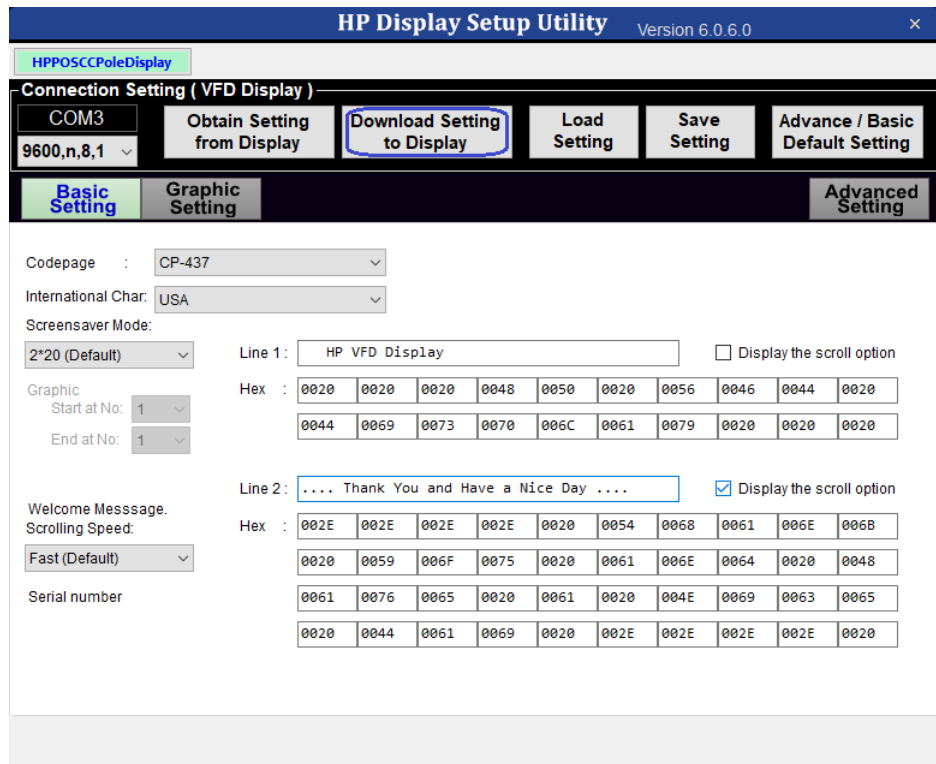 HP Display Setup Utility Version 6.0.6.0 ×
HPPOSCCPoleDisplay
Connection Setting ( VFD Display )
COM3
9600,n,8,1
Obtain Setting
from Display
Download Setting
to Display
Load
Setting
Save
Setting
Advance / Basic
Default Setting
Basic
Setting
Graphic
Setting
Advanced
Setting
Codepage : CP-437
International Char: USA
Screensaver Mode:
2*20 (Default)
Line 1 : HP VFD Display Display the scroll option
Graphic
Start at No: 1
End at No: 1
Hex : 0020 0020 0020 0048 0050 0020 0056 0046 0044 0020
0044 0069 0073 0070 006C 0061 0079 0020 0020 0020
Line 2 : .... Thank You and Have a Nice Day .... Display the scroll option
Welcome Messsage.
Scrolling Speed:
Fast (Default)
Serial number
Hex : 002E 002E 002E 002E 0020 0054 0068 0061 006E 006B
0020 0059 006F 0075 0020 0061 006E 0064 0020 0048
0061 0076 0065 0020 0061 0020 004E 0069 0063 0065
0020 0044 0061 0069 0020 002E 002E 002E 002E 0020